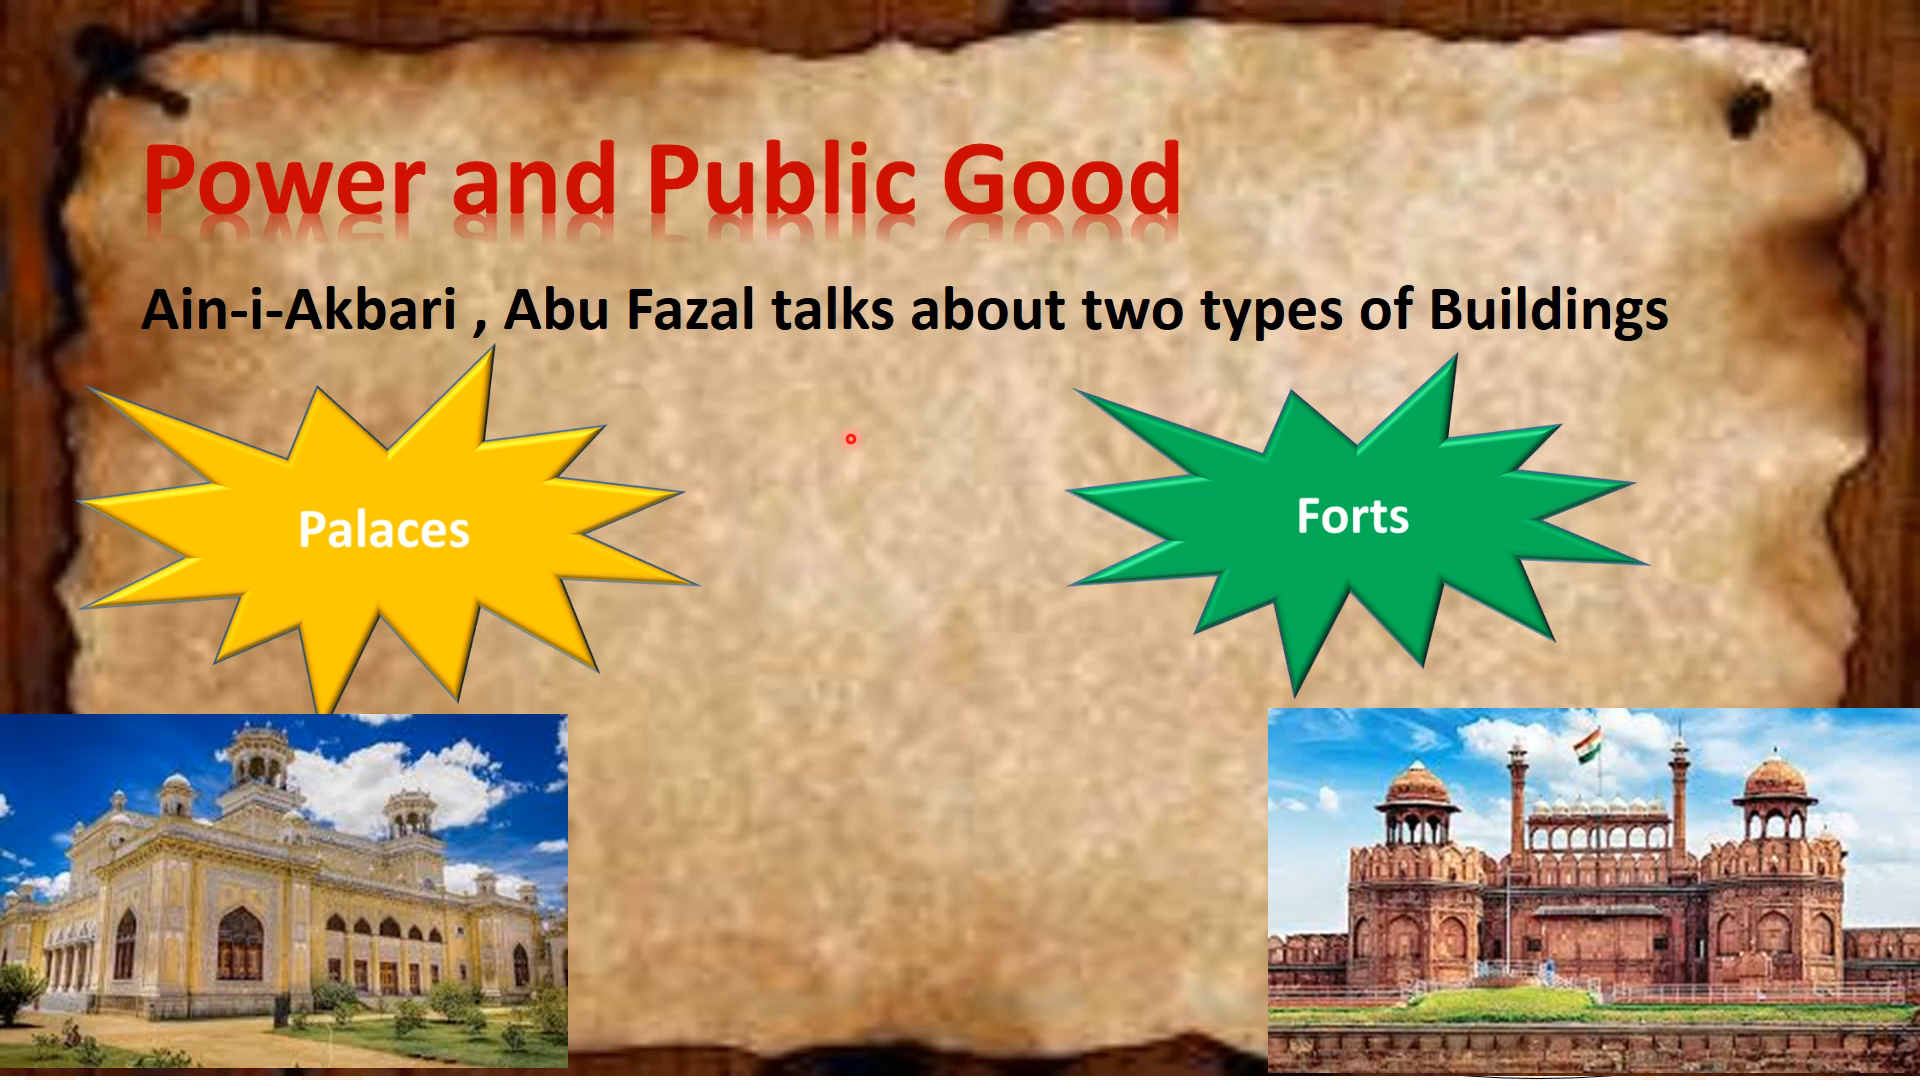 Power and Public Good
Ain-i-Akbari , Abu Fazal talks about two types of Buildings
Palaces
Forts